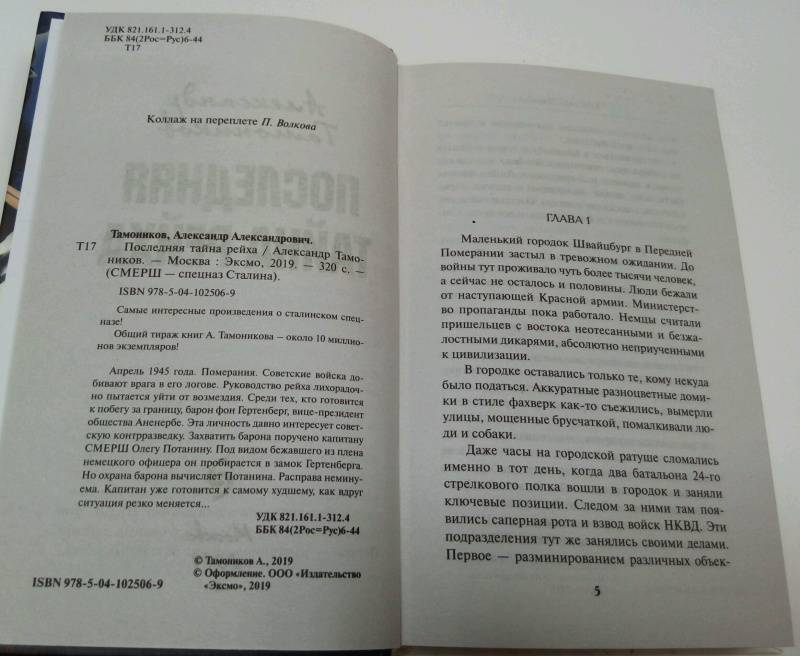 УДК 821.161.1-312.4
ББК 84(2Рос=Рус)6-44
Т17
Коллаж на переплете П. Волкова
Тамоников, Александр Александрович.
Т17 Последняя тайна рейха / Александр Тамо-
ников. — Москва : Эксмо, 2019. — 320 с. —
(СМЕРШ — спецназ Сталина).
ISBN 978-5-04-102506-9
Самые интересные произведения о сталинском спец-
назе!
Общий тираж книг А. Тамоникова — около 10 миллио-
нов экземпляров!
Апрель 1945 года. Померания. Советские войска до-
бивают врага в его логове. Руководство рейха лихорадоч-
но пытается уйти от возмездия. Среди тех, кто готовится
к побегу за границу, барон фон Гертенберг, вице-президент
общества Аненербе. Эта личность давно интересует совет-
скую контрразведку. Захватить барона поручено капитану
СМЕРШ Олегу Потанину. Под видом бежавшего из плена
немецкого офицера он пробирается в замок Гертенберга.
Но охрана барона вычисляет Потанина. Расправа немину-
ема. Капитан уже готовится к самому худшему, как вдруг
ситуация резко меняется...
УДК 821.161.1-312.4
ББК 84(2Рос=Рус)6-44
© Тамоников А., 2019
© Оформление. ООО «Издательство
ISBN 978-5-04-102506-9 «Эксмо», 2019
ГЛАВА 1
Маленький городок Швайцбург в Передней
Померании застыл в тревожном ожидании. До
войны тут проживало чуть более тысячи человек,
а сейчас не осталось и половины. Люди бежали
от наступающей Красной армии. Министерст-
во пропаганды пока работало. Немцы считали
пришельцев с востока неотесанными и безжа-
лостными дикарями, абсолютно неприученными
к цивилизации.
В городке оставались только те, кому некуда
было податься. Аккуратные разноцветные доми-
ки в стиле фахверк как-то съежились, вымерли
улицы, мощенные брусчаткой, помалкивали лю-
ди и собаки.
Даже часы на городской ратуше сломались
именно в тот день, когда два батальона 24-го
стрелкового полка вошли в городок и заняли
ключевые позиции. Следом за ними там поя-
вились саперная рота и взвод войск НКВД. Эти
подразделения тут же занялись своими делами.
Первое — разминированием различных объек-
5